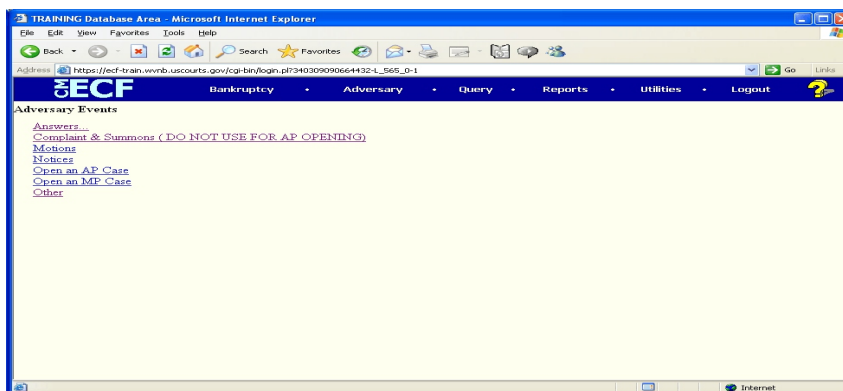 TRAINING Database Area - Microsoft Internet Explorer
File Edit View Favorites Tools Help
Back Search Favorites
Address https://ecf-train.wvnb.uscourts.gov/cgi-bin/login.pl?340309090664432-L_565_0-1 Go Links
CM ECF Bankruptcy • Adversary • Query • Reports • Utilities • Logout ?
Adversary Events
Answers...
Complaint & Summons ( DO NOT USE FOR AP OPENING)
Motions
Notices
Open an AP Case
Open an MP Case
Other
Internet